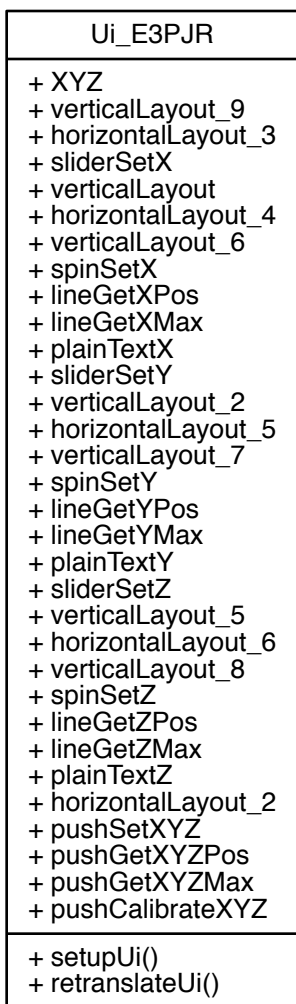 Ui_E3PJR
+ XYZ
+ verticalLayout_9
+ horizontalLayout_3
+ sliderSetX
+ verticalLayout
+ horizontalLayout_4
+ verticalLayout_6
+ spinSetX
+ lineGetXPos
+ lineGetXMax
+ plainTextX
+ sliderSetY
+ verticalLayout_2
+ horizontalLayout_5
+ verticalLayout_7
+ spinSetY
+ lineGetYPos
+ lineGetYMax
+ plainTextY
+ sliderSetZ
+ verticalLayout_5
+ horizontalLayout_6
+ verticalLayout_8
+ spinSetZ
+ lineGetZPos
+ lineGetZMax
+ plainTextZ
+ horizontalLayout_2
+ pushSetXYZ
+ pushGetXYZPos
+ pushGetXYZMax
+ pushCalibrateXYZ
+ setupUi()
+ retranslateUi()